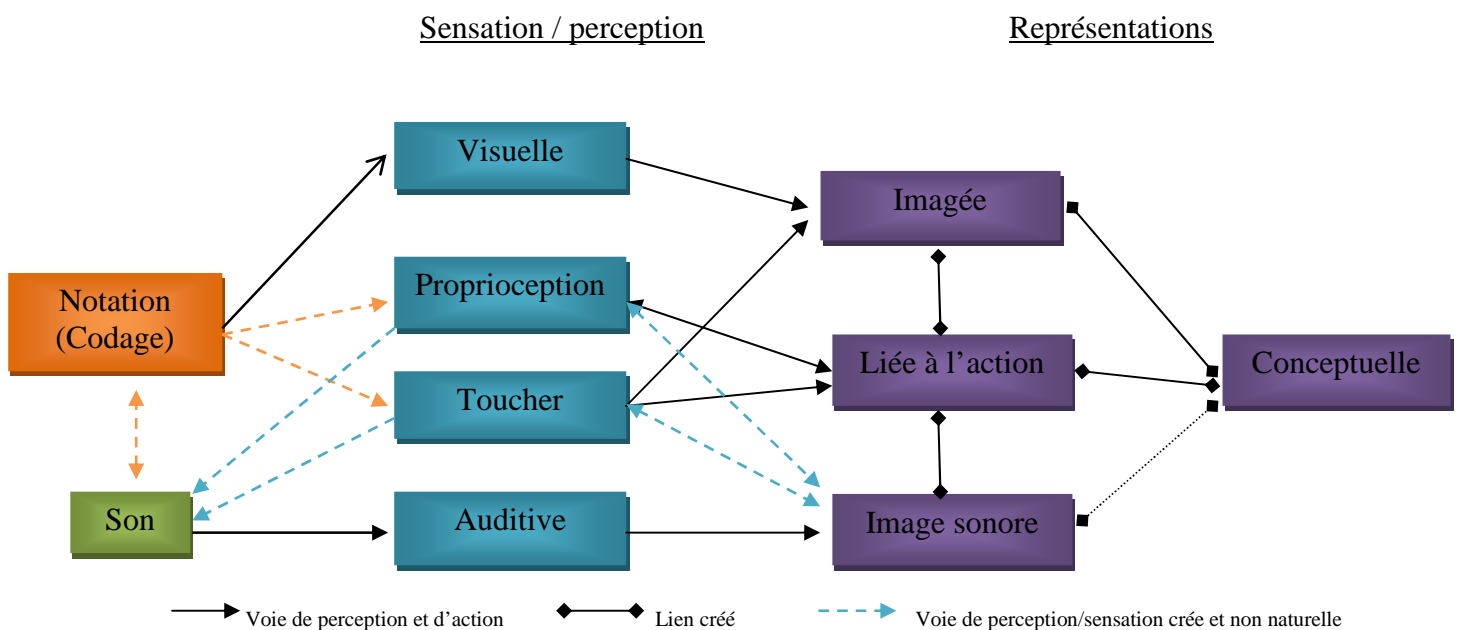 Sensation / perception
Représentations
Visuelle
Imagée
Proprioception
Notation
(Codage)
Liée à l’action
Conceptuelle
Toucher
Son
Auditive
Image sonore
Voie de perception et d’action
Lien créé
Voie de perception/sensation crée et non naturelle